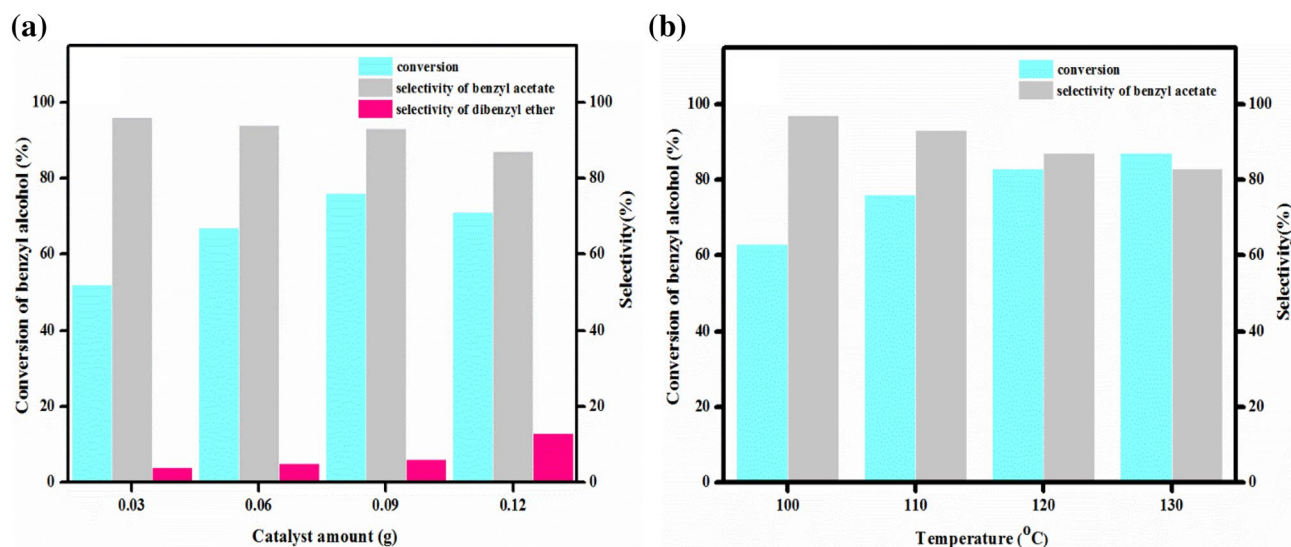 (a)
conversion
selectivity of benzyl acetate
selectivity of dibenzyl ether
Conversion of benzyl alcohol (%)
100
80
60
40
20
0
0.03 0.06 0.09 0.12
Catalyst amount (g)
100
80
60
40
20
0
Selectivity(%)
(b)
conversion
selectivity of benzyl acetate
Conversion of benzyl alcohol (%)
100
80
60
40
20
0
100 110 120 130
Temperature (⁰C)
100
80
60
40
20
0
Selectivity(%)